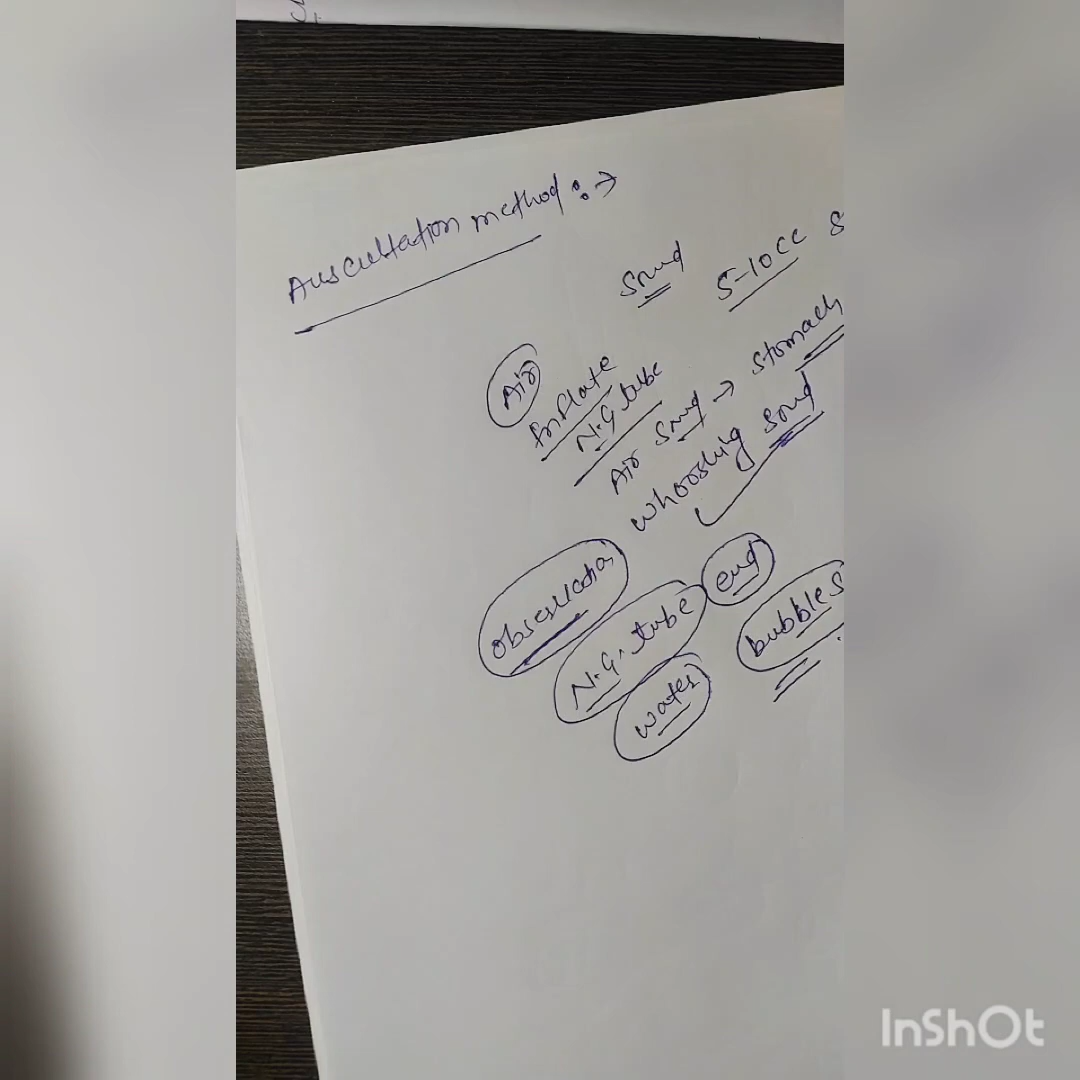 Auscultation method :→
Sound 5-10cc S
Air
Inflate
N.G tube
Air Sound → stomach
Whooshing Sound
Observation
N.G. tube end
water bubbles
InShOt